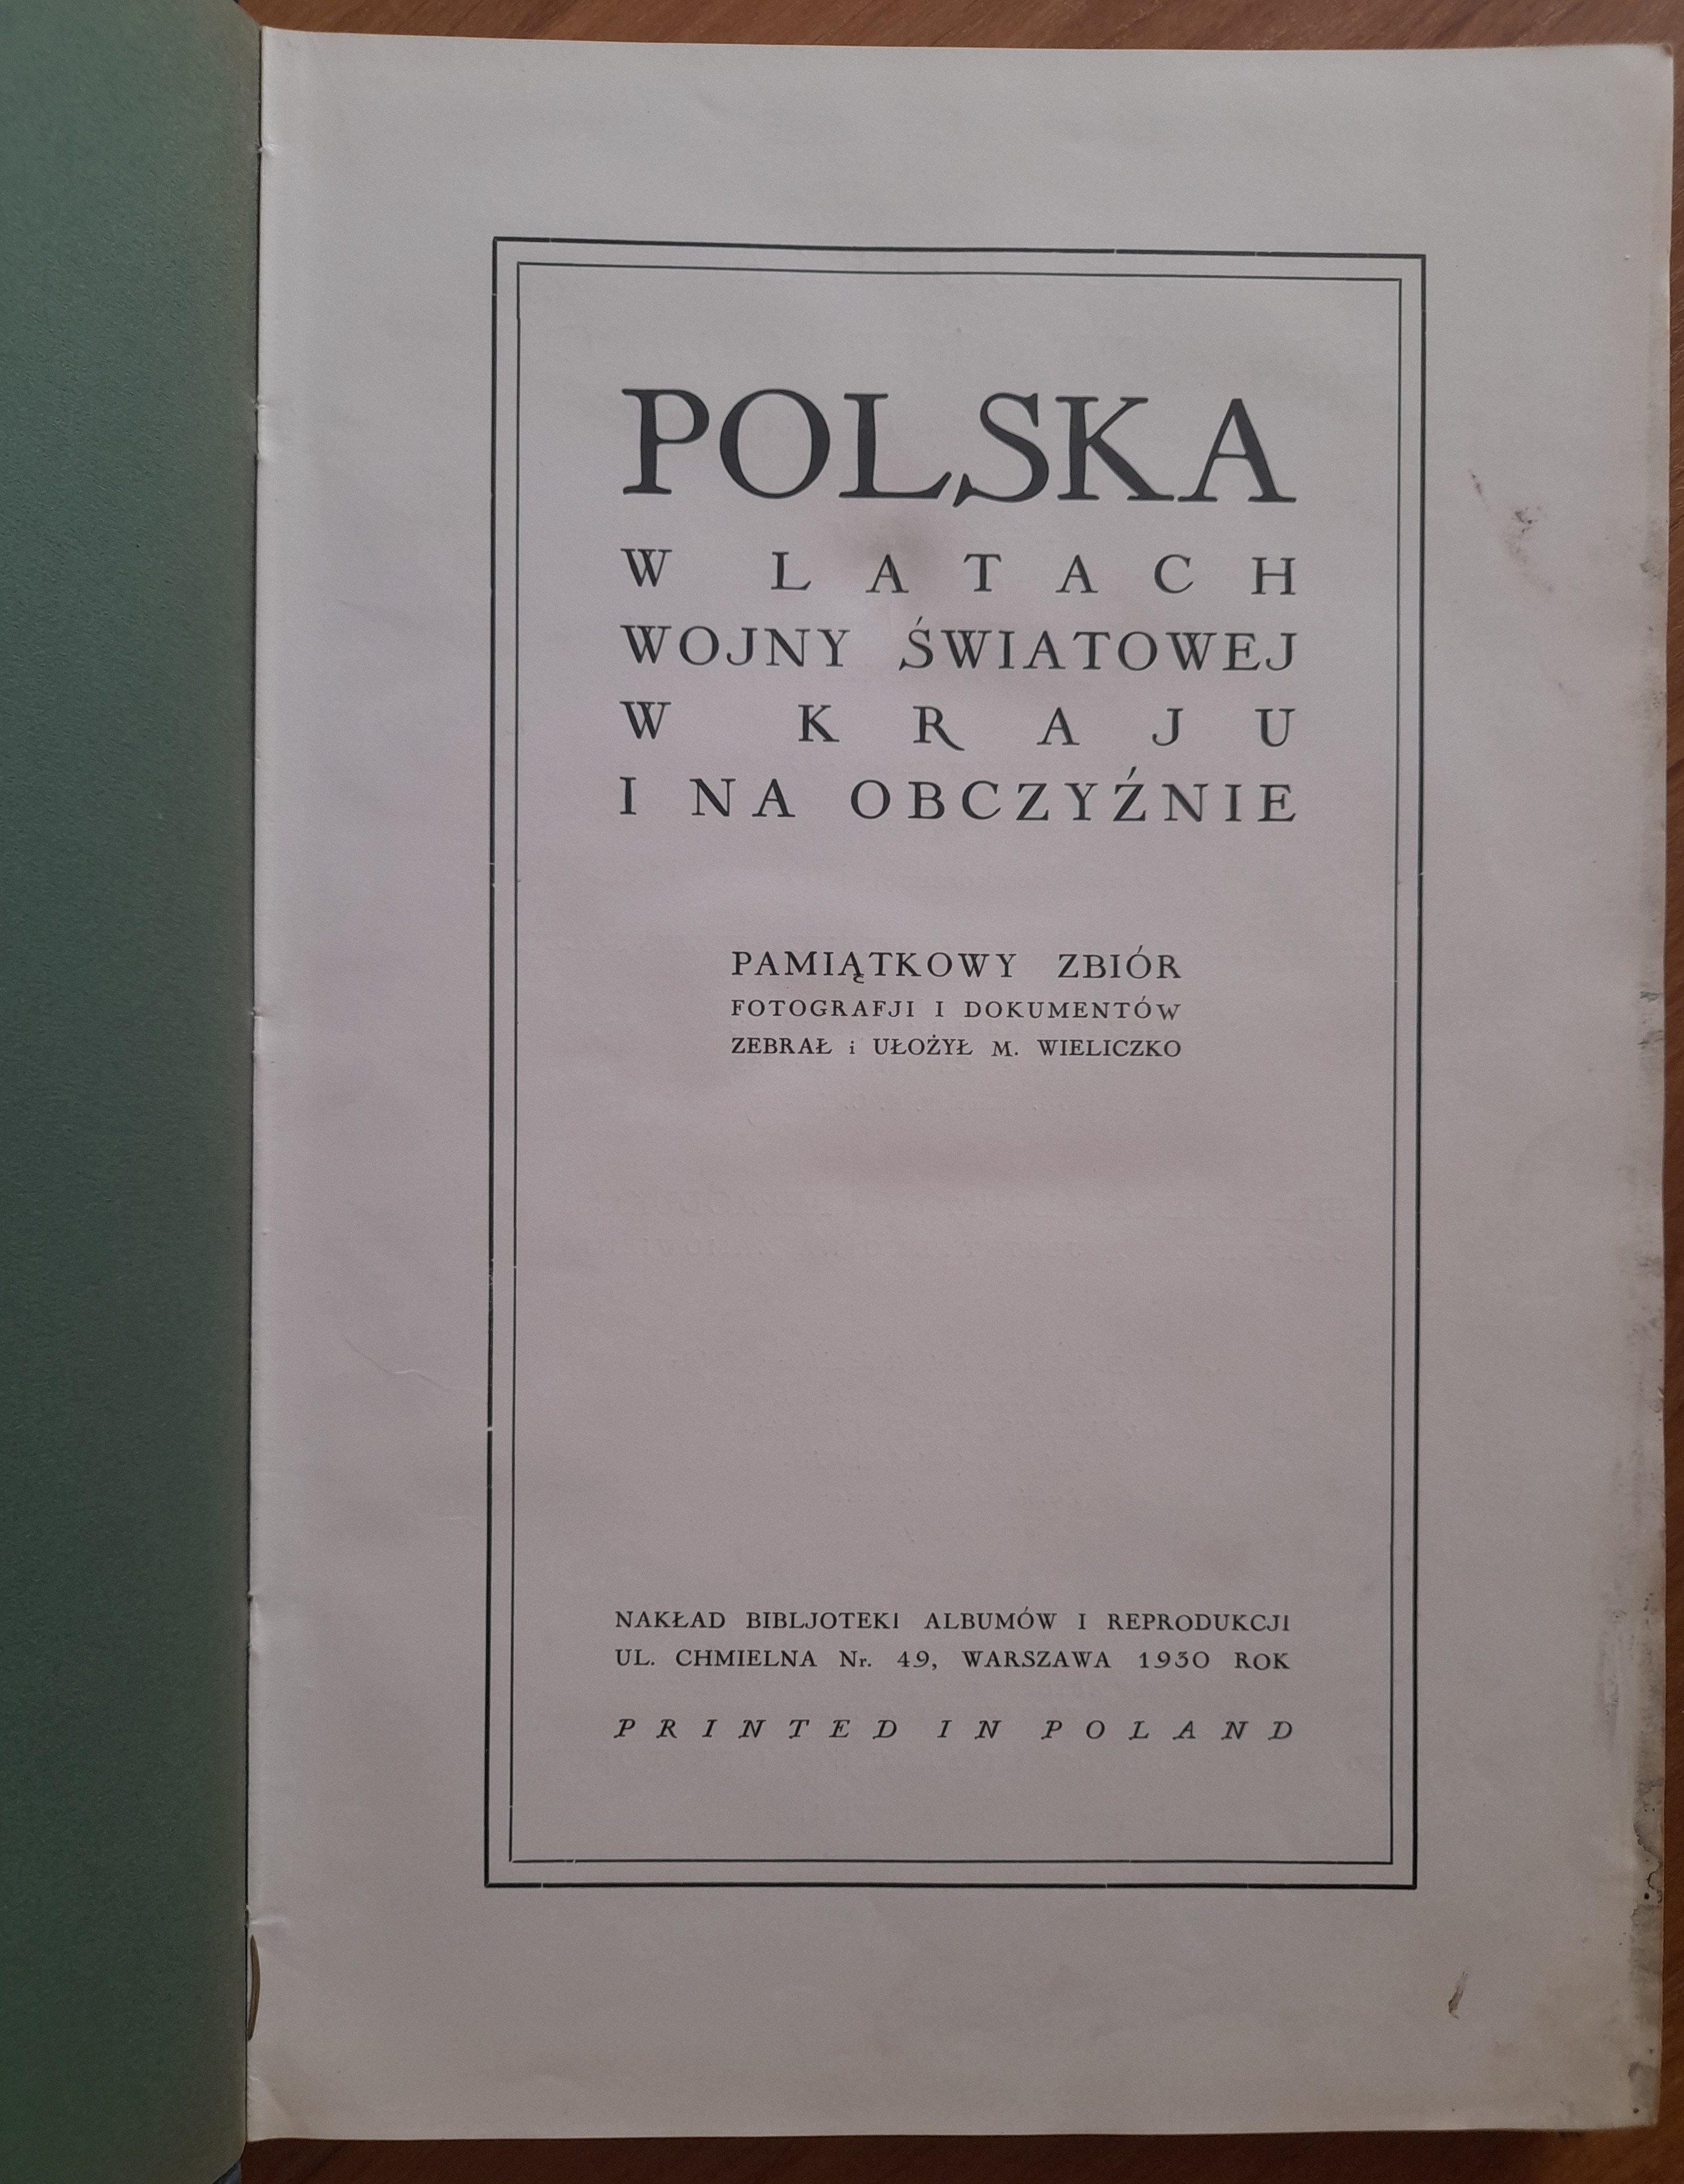 POLSKA
W LATACH
WOJNY ŚWIATOWEJ
W KRAJU
I NA OBCZYŹNIE
PAMIĄTKOWY ZBIÓR
FOTOGRAFJI I DOKUMENTÓW
ZEBRAŁ i UŁOŻYŁ M. WIELICZKO
NAKŁAD BIBLJOTEKI ALBUMÓW I REPRODUKCJI
UL. CHMIELNA Nr. 49, WARSZAWA 1930 ROK
PRINTED IN POLAND